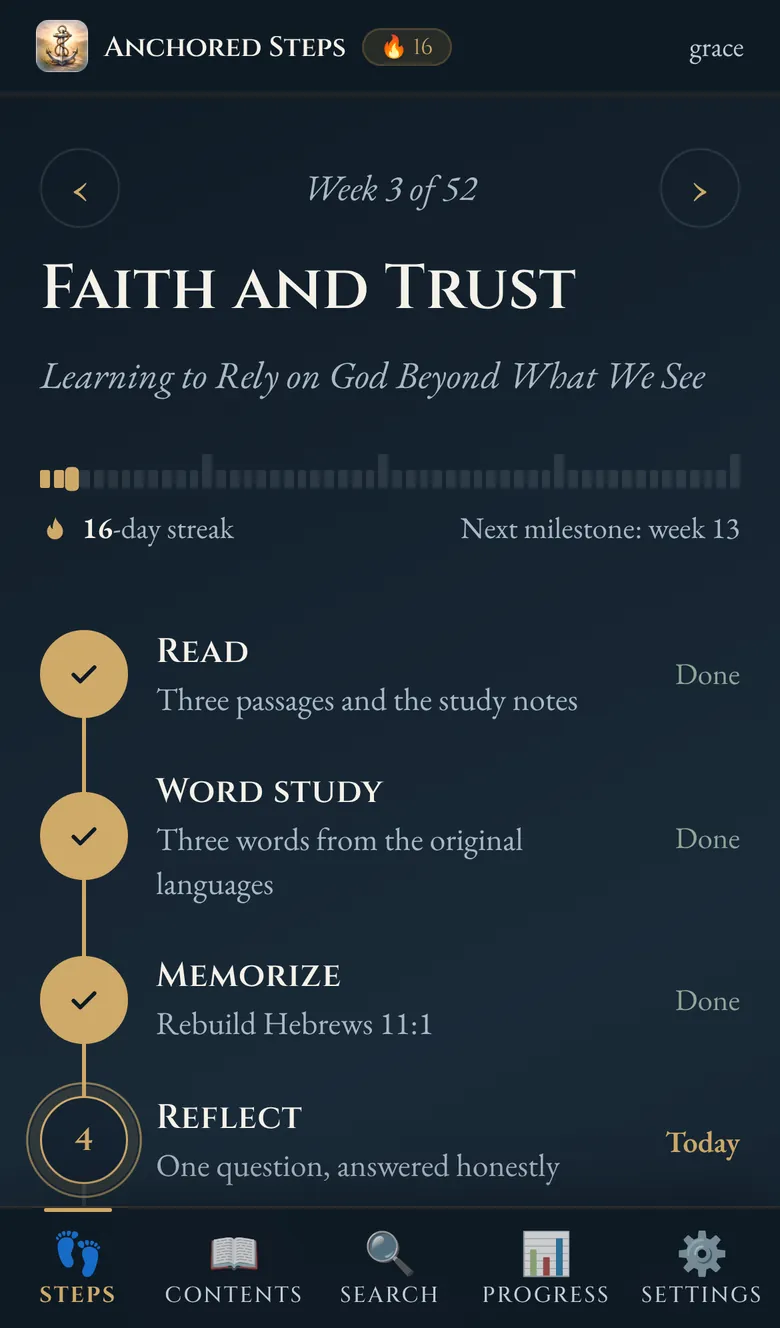 Anchored Steps 🔥 16 grace
‹ Week 3 of 52 ›
Faith and Trust
Learning to Rely on God Beyond What We See
16-day streak Next milestone: week 13
Read
Three passages and the study notes
Done
Word study
Three words from the original
languages
Done
Memorize
Rebuild Hebrews 11:1
Done
4
Reflect
One question, answered honestly
Today
STEPS CONTENTS SEARCH PROGRESS SETTINGS